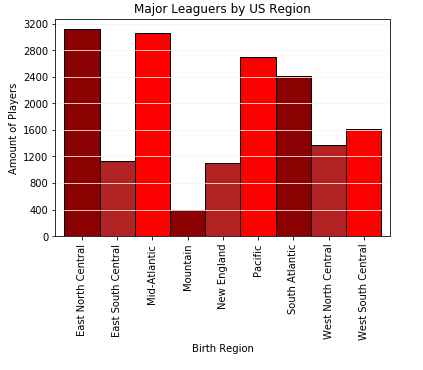 Major Leaguers by US Region
Amount of Players
3200
2800
2400
2000
1600
1200
800
400
0
East North Central
East South Central
Mid-Atlantic
Mountain
New England
Pacific
South Atlantic
West North Central
West South Central
Birth Region